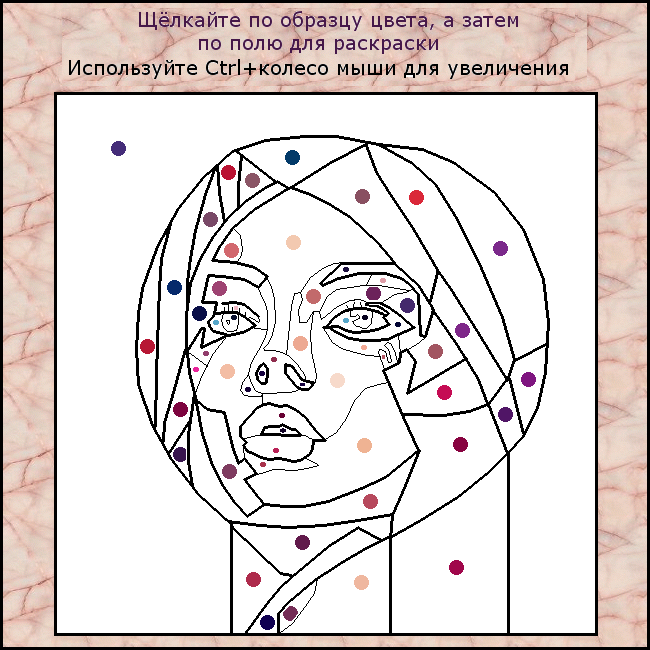 Щёлкайте по образцу цвета, а затем
по полю для раскраски
Используйте Ctrl+колесо мыши для увеличения